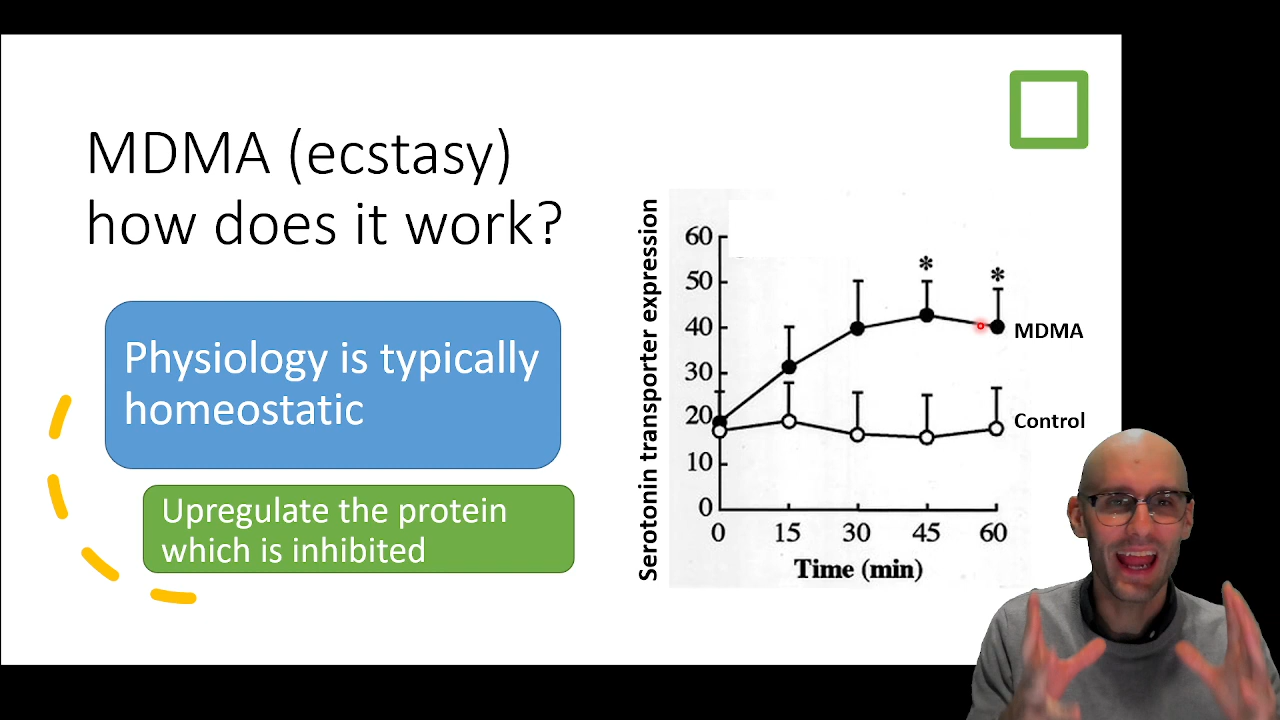 MDMA (ecstasy)
how does it work?
Physiology is typically
homeostatic
Upregulate the protein
which is inhibited
Serotonin transporter expression
60
50
40
30
20
10
0
* *
MDMA
Control
0 15 30 45 60
Time (min)